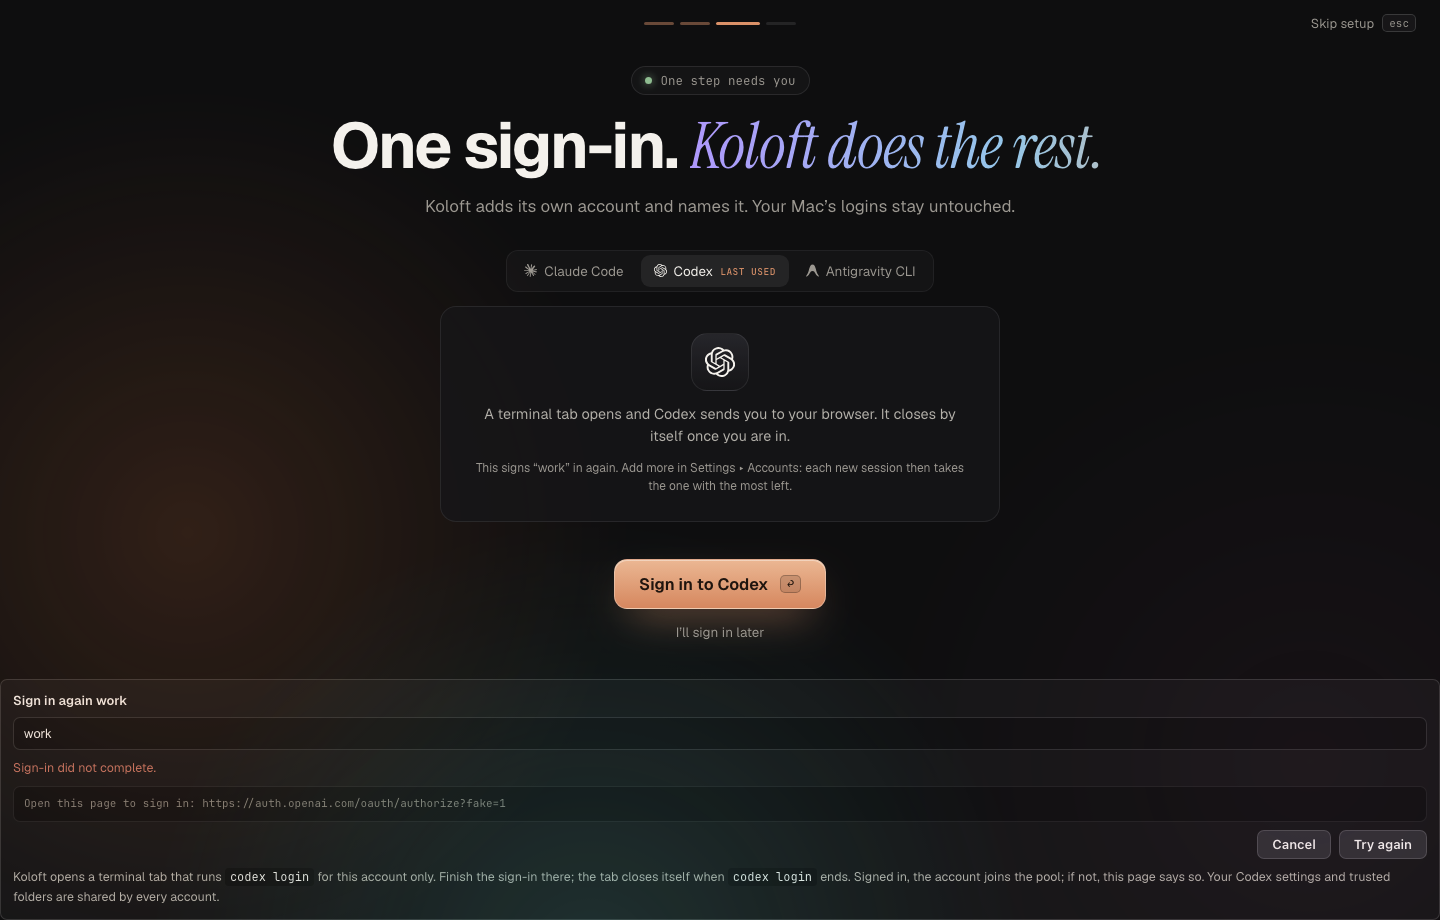 Skip setup esc
One step needs you
One sign-in. Koloft does the rest.
Koloft adds its own account and names it. Your Mac's logins stay untouched.
Claude Code Codex LAST USED Antigravity CLI
A terminal tab opens and Codex sends you to your browser. It closes by
itself once you are in.
This signs “work” in again. Add more in Settings ▸ Accounts: each new session then takes
the one with the most left.
Sign in to Codex ⏎
I'll sign in later
Sign in again work
work
Sign-in did not complete.
Open this page to sign in: https://auth.openai.com/oauth/authorize?fake=1
Cancel Try again
Koloft opens a terminal tab that runs codex login for this account only. Finish the sign-in there; the tab closes itself when codex login ends. Signed in, the account joins the pool; if not, this page says so. Your Codex settings and trusted
folders are shared by every account.